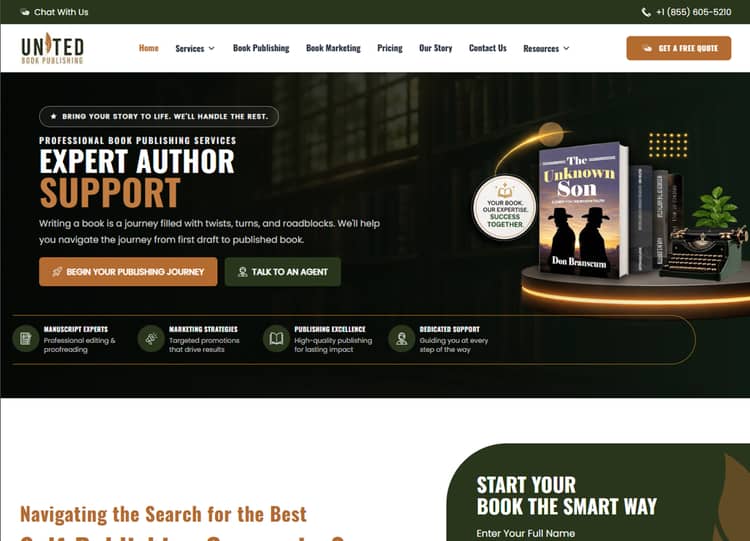 Chat With Us
+1 (855) 605-5210
UNITED
BOOK PUBLISHING
Home
Services
Book Publishing
Book Marketing
Pricing
Our Story
Contact Us
Resources
GET A FREE QUOTE
★ BRING YOUR STORY TO LIFE. WE'LL HANDLE THE REST.
PROFESSIONAL BOOK PUBLISHING SERVICES
EXPERT AUTHOR
SUPPORT
Writing a book is a journey filled with twists, turns, and roadblocks. We'll help
you navigate the journey from first draft to published book.
BEGIN YOUR PUBLISHING JOURNEY
TALK TO AN AGENT
YOUR BOOK.
OUR EXPERTISE.
SUCCESS
TOGETHER
The
Unknown
Son
Don Branscum
MANUSCRIPT EXPERTS
Professional editing &
proofreading
MARKETING STRATEGIES
Targeted promotions
that drive results
PUBLISHING EXCELLENCE
High-quality publishing
for lasting impact
DEDICATED SUPPORT
Guiding you at every
step of the way
Navigating the Search for the Best
START YOUR
BOOK THE SMART WAY
Enter Your Full Name